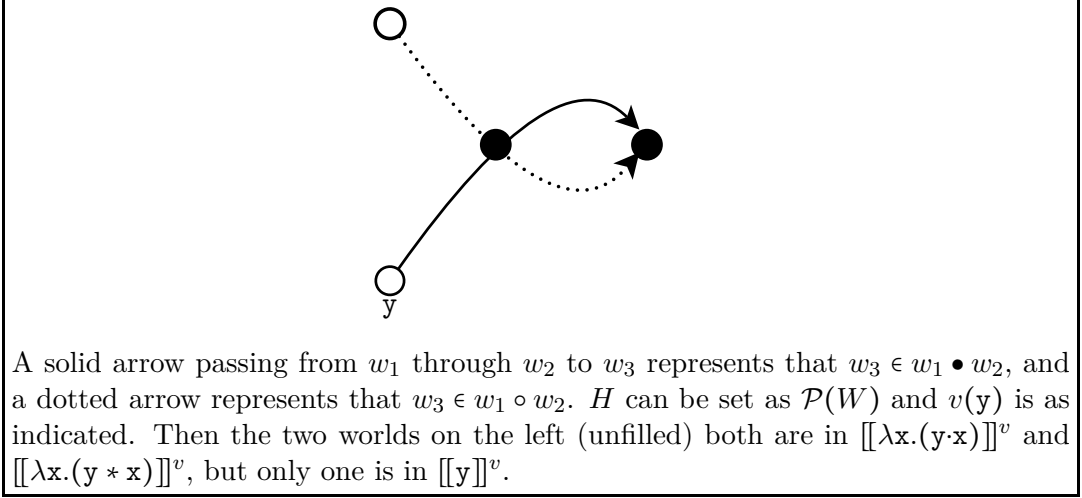 y
A solid arrow passing from w₁ through w₂ to w₃ represents that w₃ ∈ w₁ • w₂, and
a dotted arrow represents that w₃ ∈ w₁ ∘ w₂. H can be set as 𝒫(W) and v(y) is as
indicated. Then the two worlds on the left (unfilled) both are in ⟦λx.(y·x)⟧ᵛ and
⟦λx.(y ∗ x)⟧ᵛ, but only one is in ⟦y⟧ᵛ.